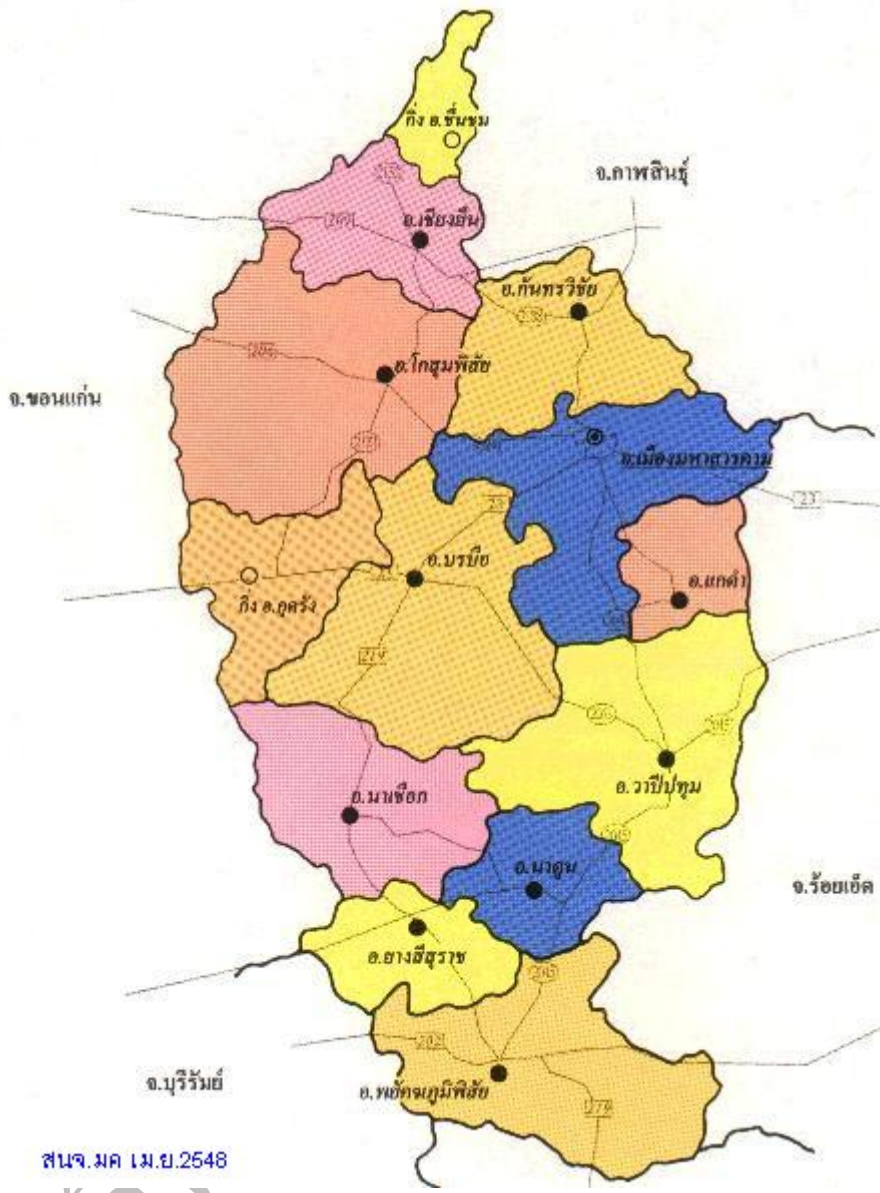 กิ่ง อ.ชื่นชม
จ.กาฬสินธุ์
อ.เชียงยืน
อ.กันทรวิชัย
อ.โกสุมพิสัย
จ.ขอนแก่น
อ.เมืองมหาสารคาม
23
23
อ.บรบือ
อ.แกดำ
กิ่ง อ.กุดรัง
219
อ.วาปีปทุม
อ.นาเชือก
อ.นาดูน
จ.ร้อยเอ็ด
อ.ยางสีสุราช
202
จ.บุรีรัมย์
อ.พยัคฆภูมิพิสัย
219
สนจ.มค เม.ย.2548